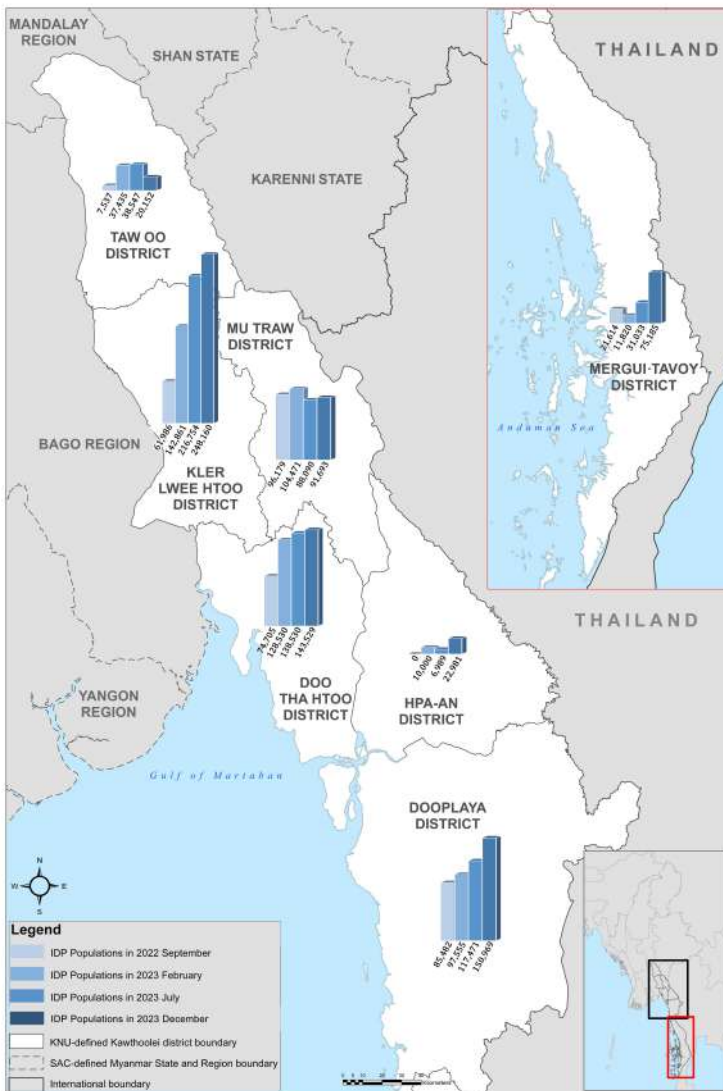 MANDALAY
REGION
SHAN STATE
THAILAND
KARENNI STATE
7,537
37,435
38,547
20,152
TAW OO
DISTRICT
MU TRAW
DISTRICT
21,614
11,820
31,033
75,185
MERGUI-TAVOY
DISTRICT
Andaman Sea
BAGO REGION
61,986
142,861
216,754
248,160
KLER
LWEE HTOO
DISTRICT
96,179
104,471
88,090
91,693
THAILAND
74,705
128,530
138,530
143,529
DOO
THA HTOO
DISTRICT
0
10,000
6,989
22,981
HPA-AN
DISTRICT
YANGON
REGION
Gulf of Martaban
DOOPLAYA
DISTRICT
85,482
97,555
117,471
150,969
N
W E
S
Legend
IDP Populations in 2022 September
IDP Populations in 2023 February
IDP Populations in 2023 July
IDP Populations in 2023 December
KNU-defined Kawthoolei district boundary
SAC-defined Myanmar State and Region boundary
International boundary